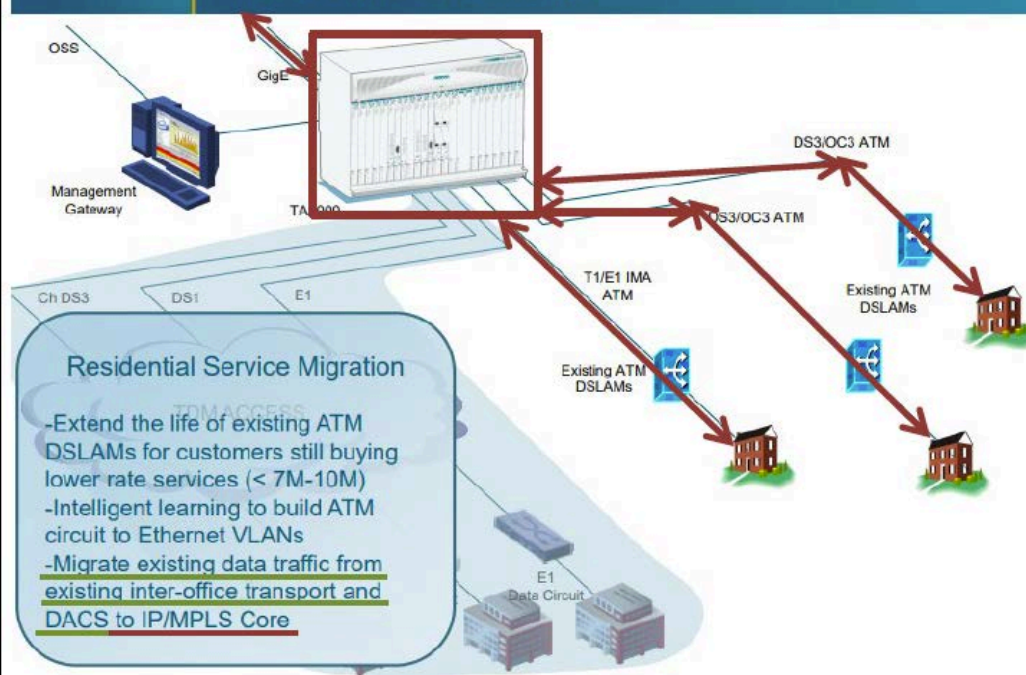 OSS
GigE
Management
Gateway
DS3/OC3 ATM
DS3/OC3 ATM
T1/E1 IMA
ATM
Existing ATM
DSLAMs
Existing ATM
DSLAMs
Ch DS3
DS1
E1
TDM ACCESS
Residential Service Migration
-Extend the life of existing ATM
DSLAMs for customers still buying
lower rate services (< 7M-10M)
-Intelligent learning to build ATM
circuit to Ethernet VLANs
-Migrate existing data traffic from
existing inter-office transport and
DACS to IP/MPLS Core
E1
Data Circuit